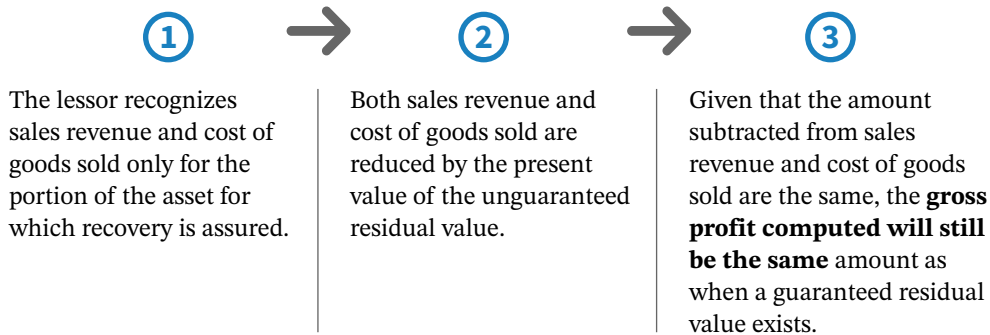 1
The lessor recognizes
sales revenue and cost of
goods sold only for the
portion of the asset for
which recovery is assured.
2
Both sales revenue and
cost of goods sold are
reduced by the present
value of the unguaranteed
residual value.
3
Given that the amount
subtracted from sales
revenue and cost of goods
sold are the same, the gross
profit computed will still
be the same amount as
when a guaranteed residual
value exists.